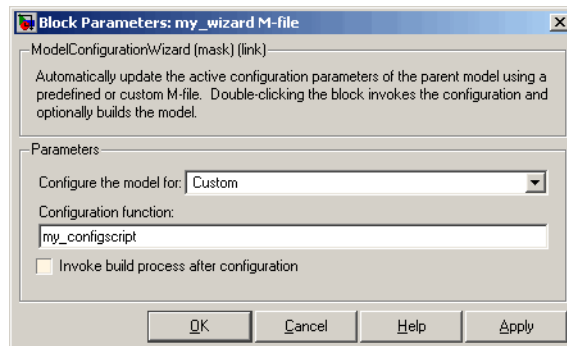 Block Parameters: my_wizard M-file
ModelConfigurationWizard (mask) (link)
Automatically update the active configuration parameters of the parent model using a
predefined or custom M-file.  Double-clicking the block invokes the configuration and
optionally builds the model.
Parameters
Configure the model for: Custom
Configuration function:
my_configscript
Invoke build process after configuration
OK Cancel Help Apply